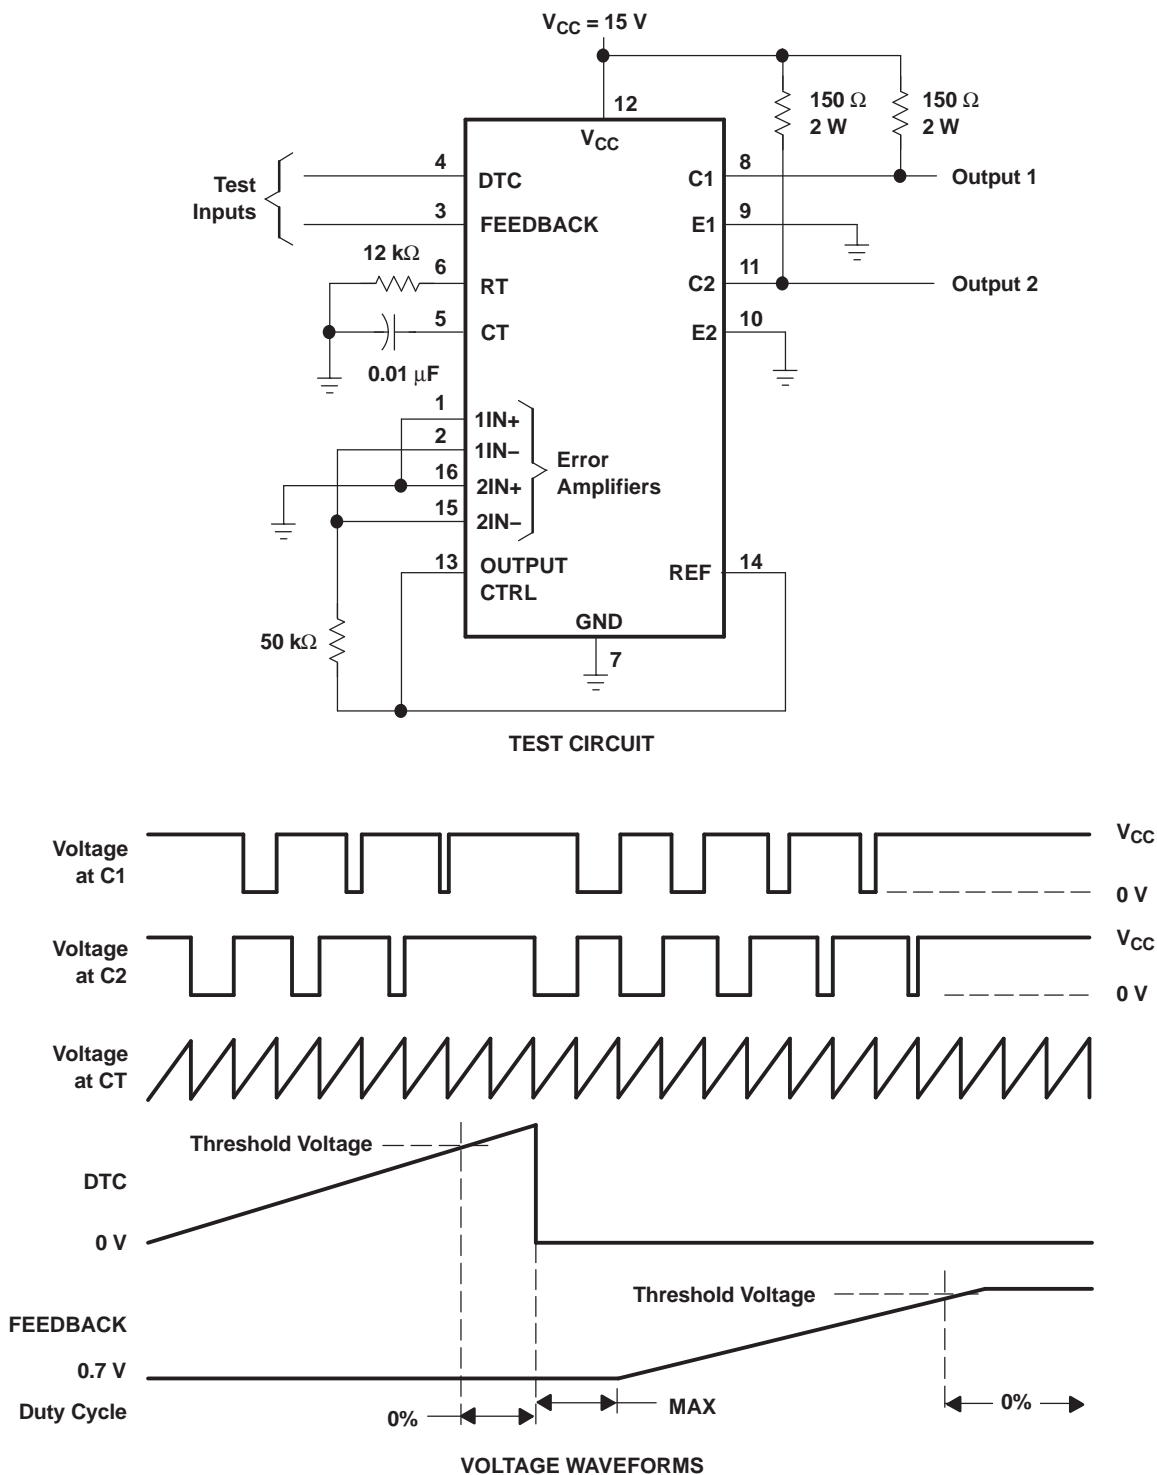 VCC = 15 V
12
150 Ω
2 W
150 Ω
2 W
VCC
4
DTC
C1
8
Output 1
Test
Inputs
3
FEEDBACK
E1
9
12 kΩ
6
RT
C2
11
Output 2
5
CT
E2
10
0.01 μF
1
1IN+
2
1IN–
16
2IN+
15
2IN–
Error
Amplifiers
13
OUTPUT
CTRL
REF
14
50 kΩ
GND
7
TEST CIRCUIT
Voltage
at C1
VCC
0 V
Voltage
at C2
VCC
0 V
Voltage
at CT
Threshold Voltage
DTC
0 V
Threshold Voltage
FEEDBACK
0.7 V
Duty Cycle
0%
MAX
0%
VOLTAGE WAVEFORMS